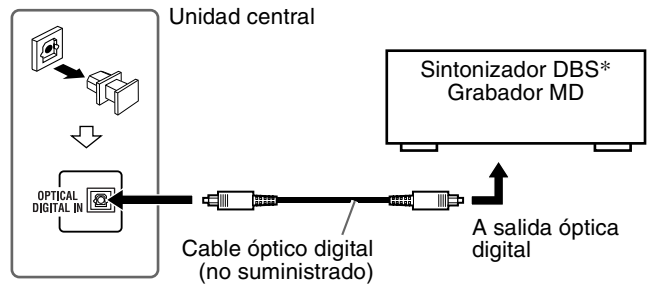 Unidad central
Sintonizador DBS*
Grabador MD
OPTICAL
DIGITAL IN
Cable óptico digital
(no suministrado)
A salida óptica
digital